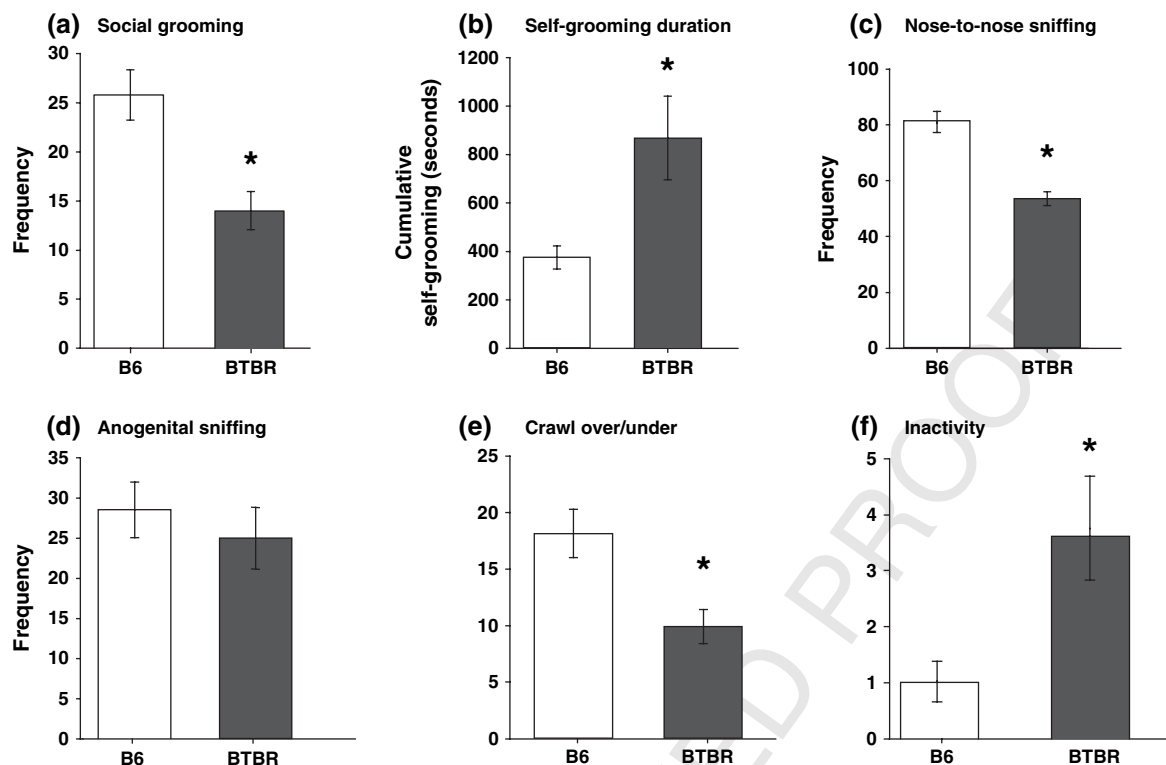 (a) Social grooming
30
25
20
15
10
5
0
Frequency
*
B6 BTBR
(b) Self-grooming duration
1200
1000
800
600
400
200
0
Cumulative
self-grooming (seconds)
*
B6 BTBR
(c) Nose-to-nose sniffing
100
80
60
40
20
0
Frequency
*
B6 BTBR
(d) Anogenital sniffing
35
30
25
20
15
10
5
0
Frequency
B6 BTBR
(e) Crawl over/under
25
20
15
10
5
0
*
B6 BTBR
(f) Inactivity
5
4
3
2
1
0
*
B6 BTBR
ED PROOF